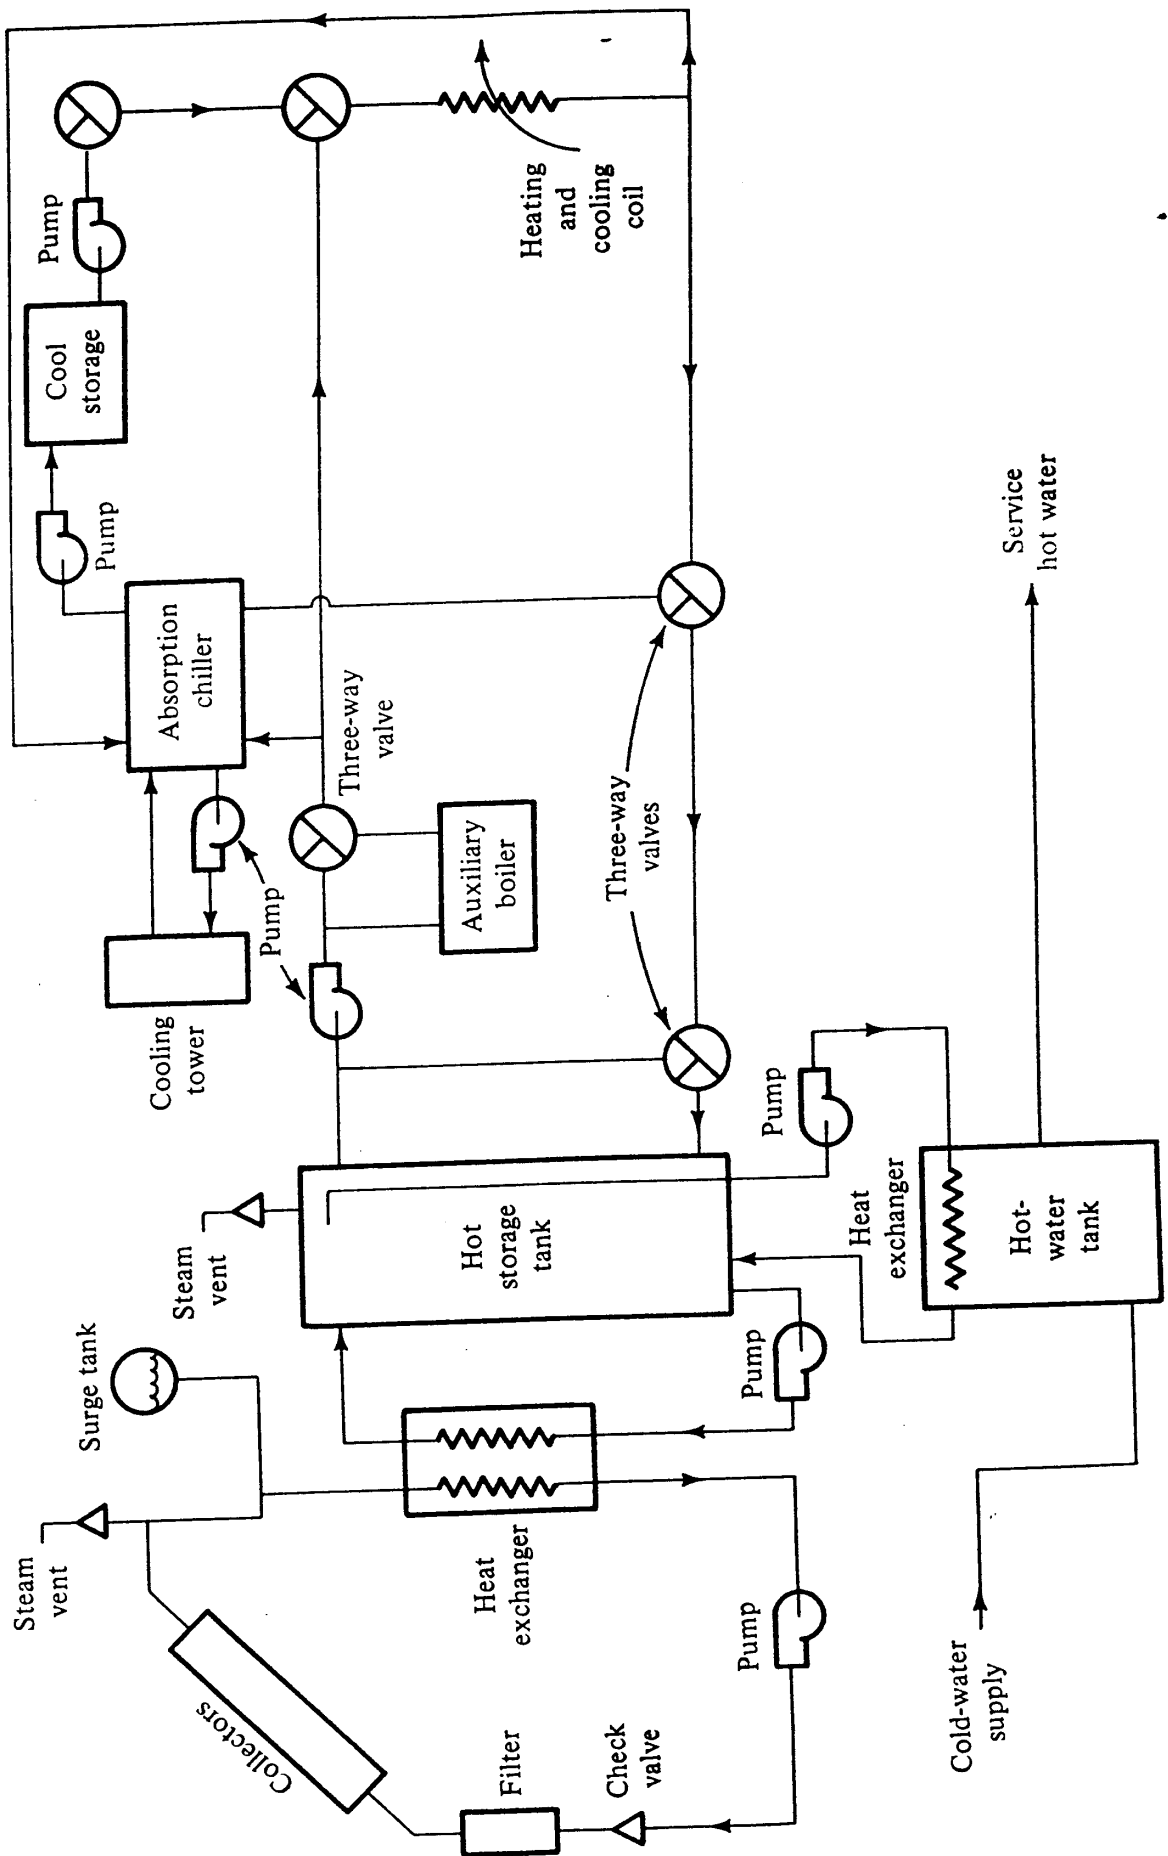 Steam
vent
Surge tank
Steam
vent
Cooling
tower
Pump
Absorption
chiller
Pump
Cool
storage
Pump
Collectors
Three-way
valve
Auxiliary
boiler
Heating
and
cooling
coil
Filter
Check
valve
Heat
exchanger
Hot
storage
tank
Three-way
valves
Pump
Pump
Pump
Heat
exchanger
Hot-
water
tank
Cold-water
supply
Service
hot water